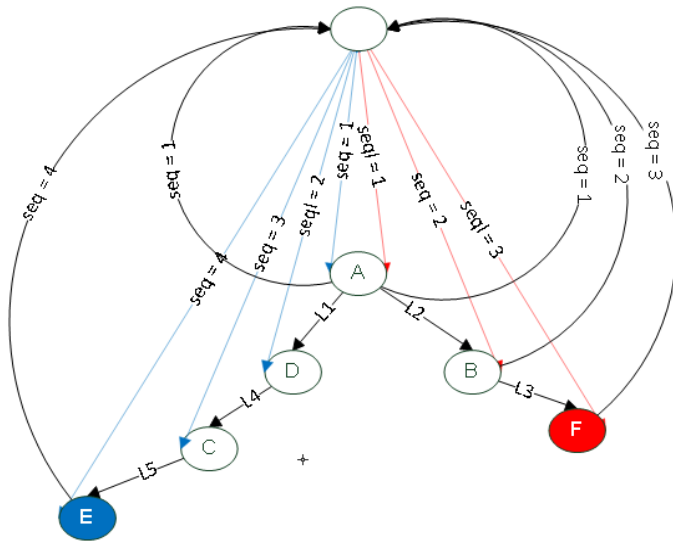 seq = 1
seq = 4
seq = 4
seq = 3
seql = 2
seq = 1
seql = 1
seq = 2
seql = 3
seq = 1
seq = 2
seq = 3
A
L1
L2
D
B
L4
L3
C
F
L5
E